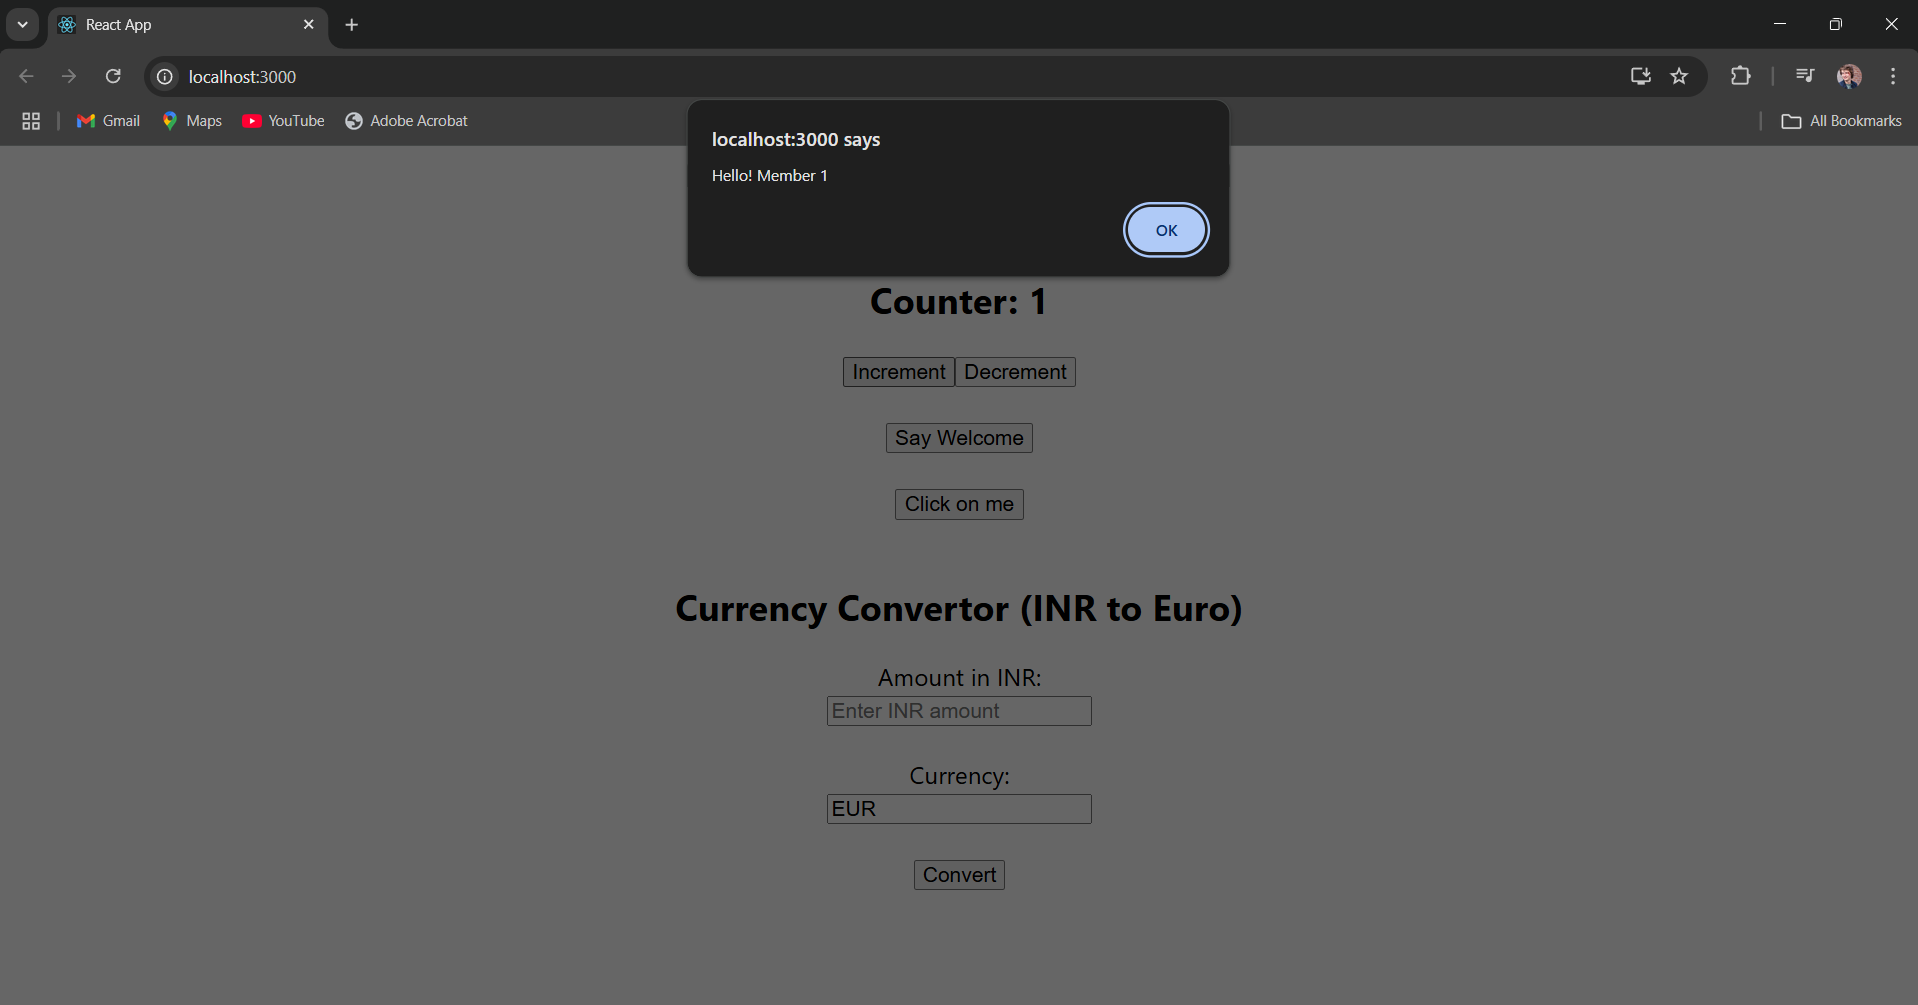 React App
localhost:3000
Gmail Maps YouTube Adobe Acrobat All Bookmarks
localhost:3000 says
Hello! Member 1
OK
Counter: 1
Increment Decrement
Say Welcome
Click on me
Currency Convertor (INR to Euro)
Amount in INR:
Enter INR amount
Currency:
EUR
Convert